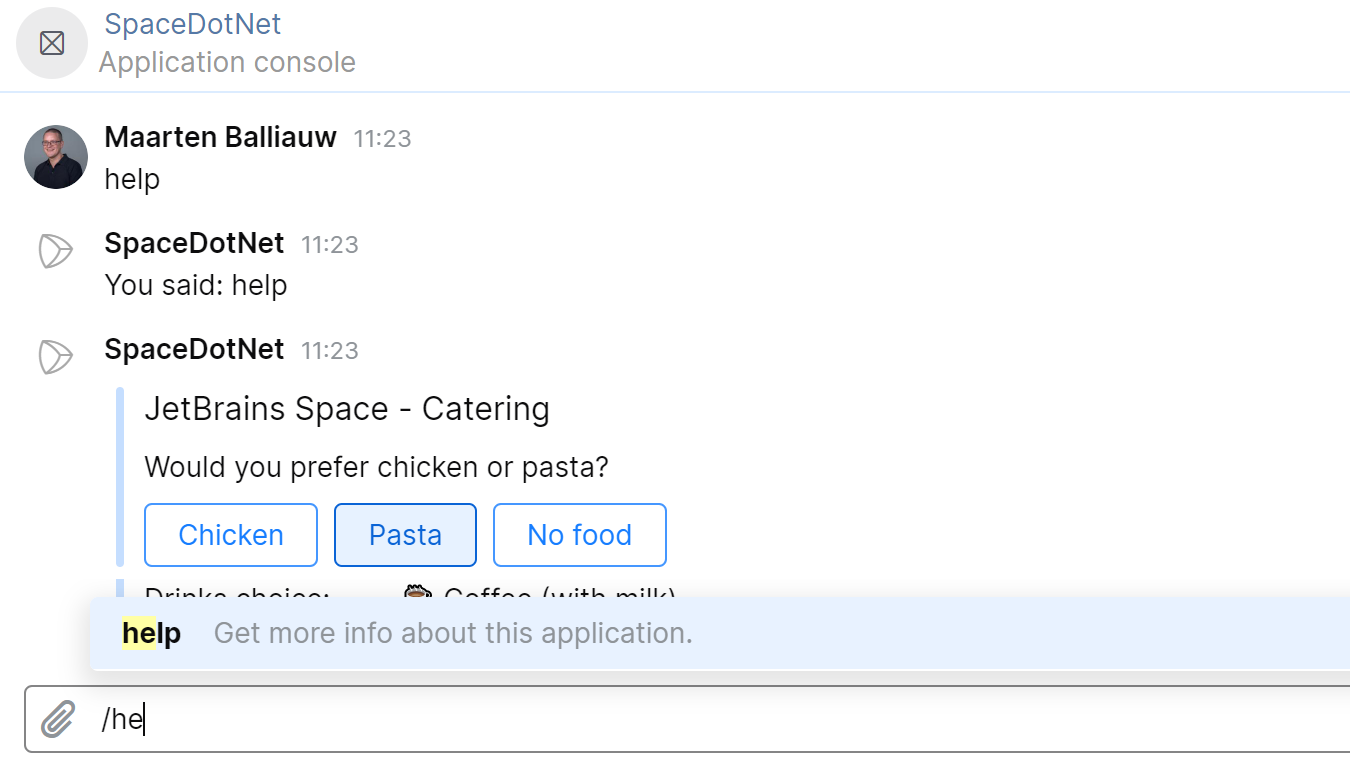 SpaceDotNet
Application console
Maarten Balliauw 11:23
help
SpaceDotNet 11:23
You said: help
SpaceDotNet 11:23
JetBrains Space - Catering
Would you prefer chicken or pasta?
Chicken Pasta No food
Drinks choice: Coffee (with milk)
help Get more info about this application.
/he